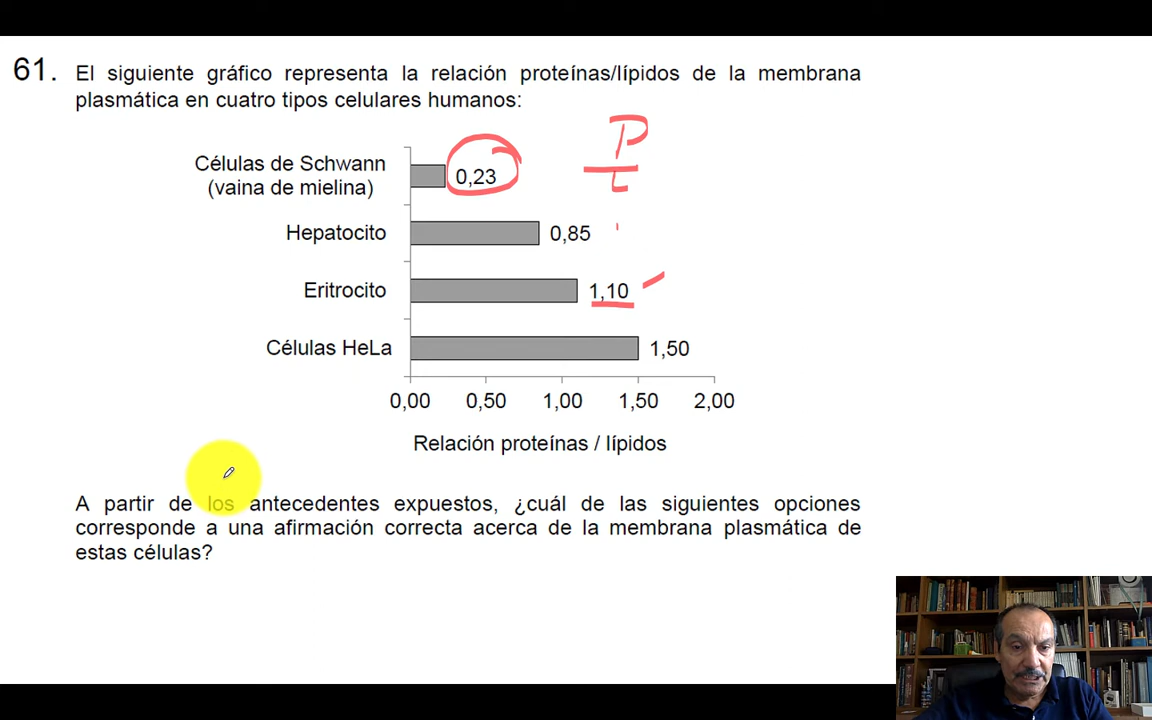 61. El siguiente gráfico representa la relación proteínas/lípidos de la membrana
plasmática en cuatro tipos celulares humanos:
P
L
Células de Schwann
(vaina de mielina)
0,23
Hepatocito
0,85
Eritrocito
1,10
Células HeLa
1,50
0,00 0,50 1,00 1,50 2,00
Relación proteínas / lípidos
A partir de los antecedentes expuestos, ¿cuál de las siguientes opciones
corresponde a una afirmación correcta acerca de la membrana plasmática de
estas células?